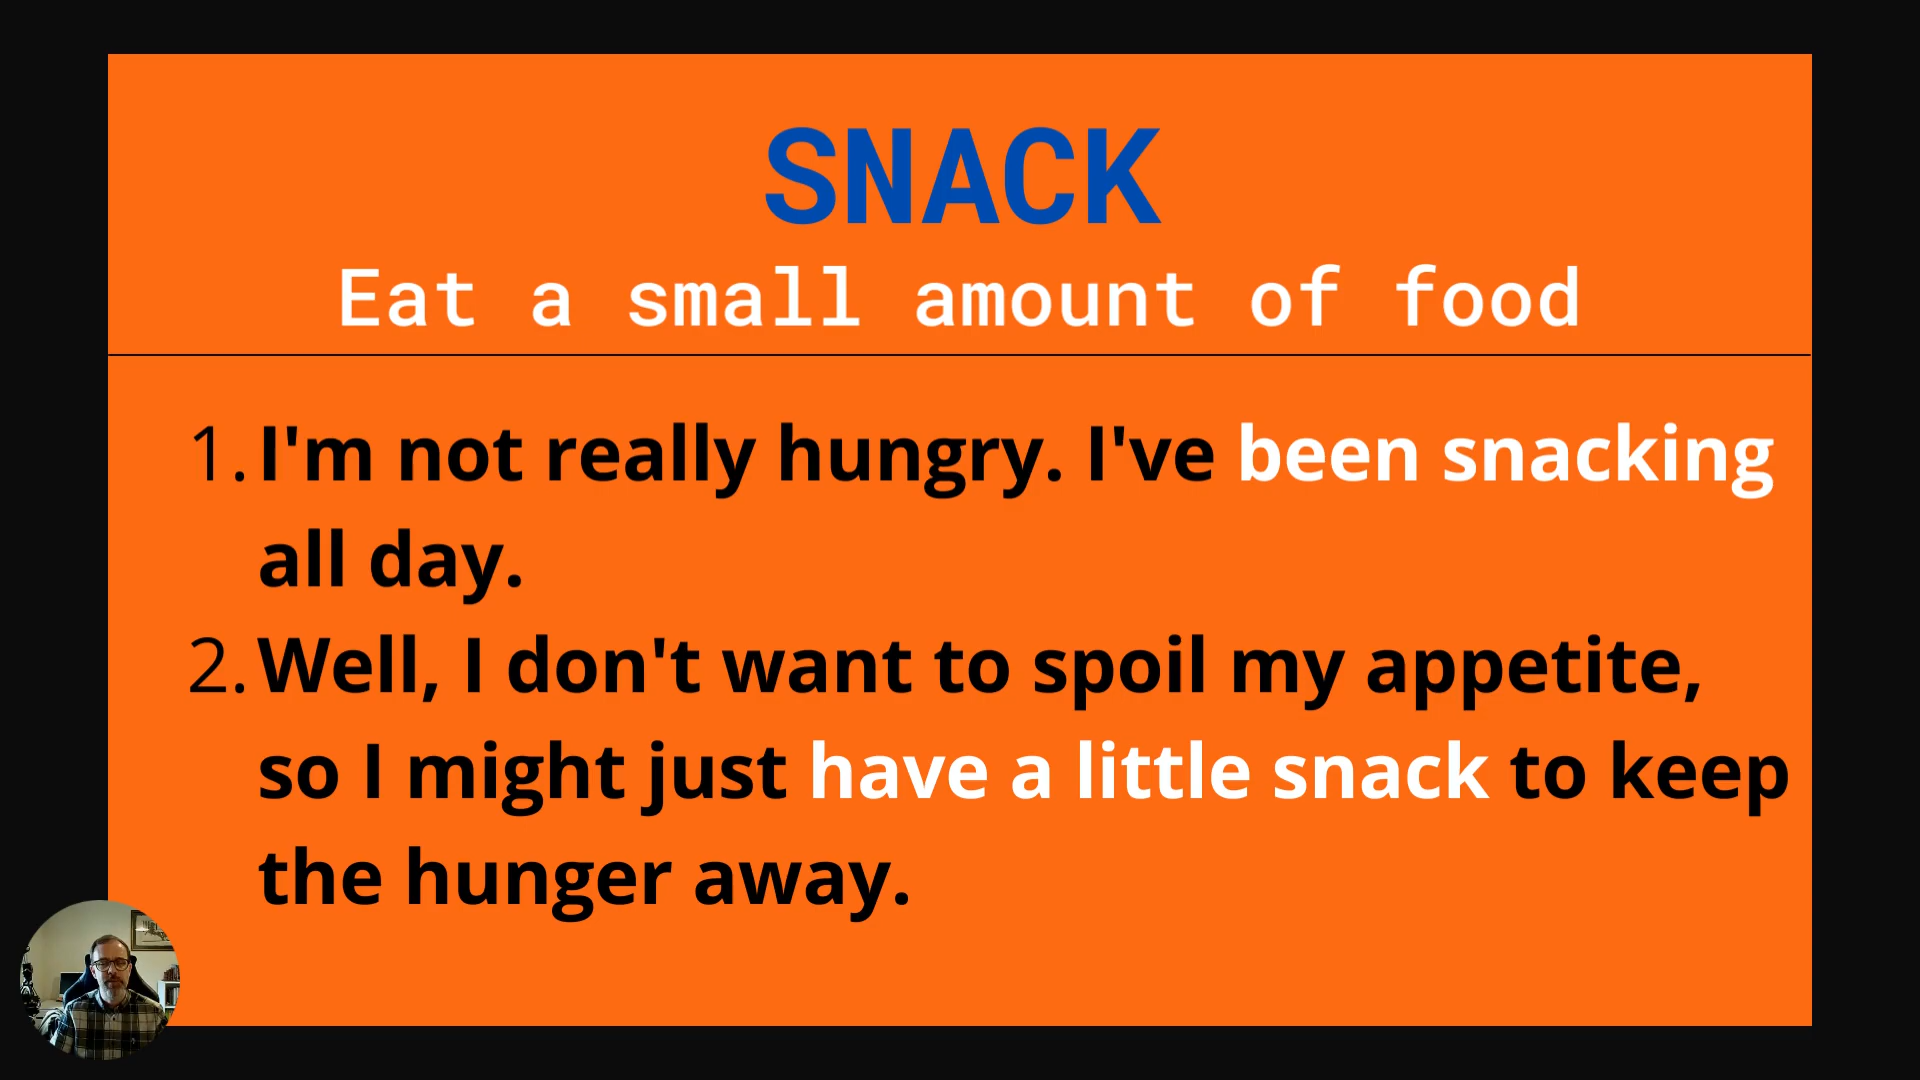 SNACK
Eat a small amount of food
1. I'm not really hungry. I've been snacking
all day.
2. Well, I don't want to spoil my appetite,
so I might just have a little snack to keep
the hunger away.